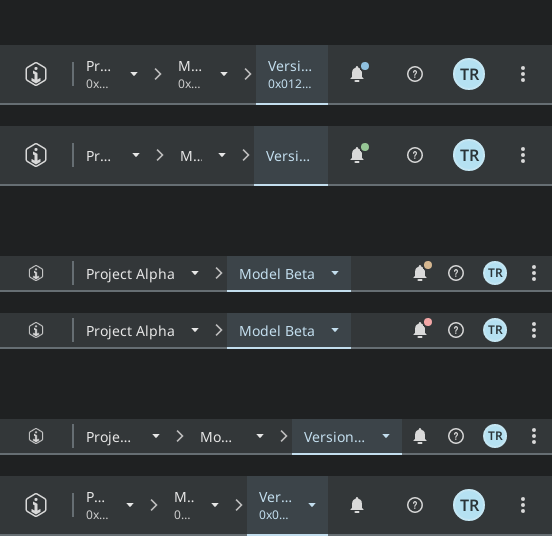 Pr... M... Versi...
0x... 0x... 0x012... TR
Pr... M... Versi... TR
Project Alpha Model Beta TR
Project Alpha Model Beta TR
Proje... Mo... Version... TR
P... M... Ver...
0x... 0... 0x0... TR